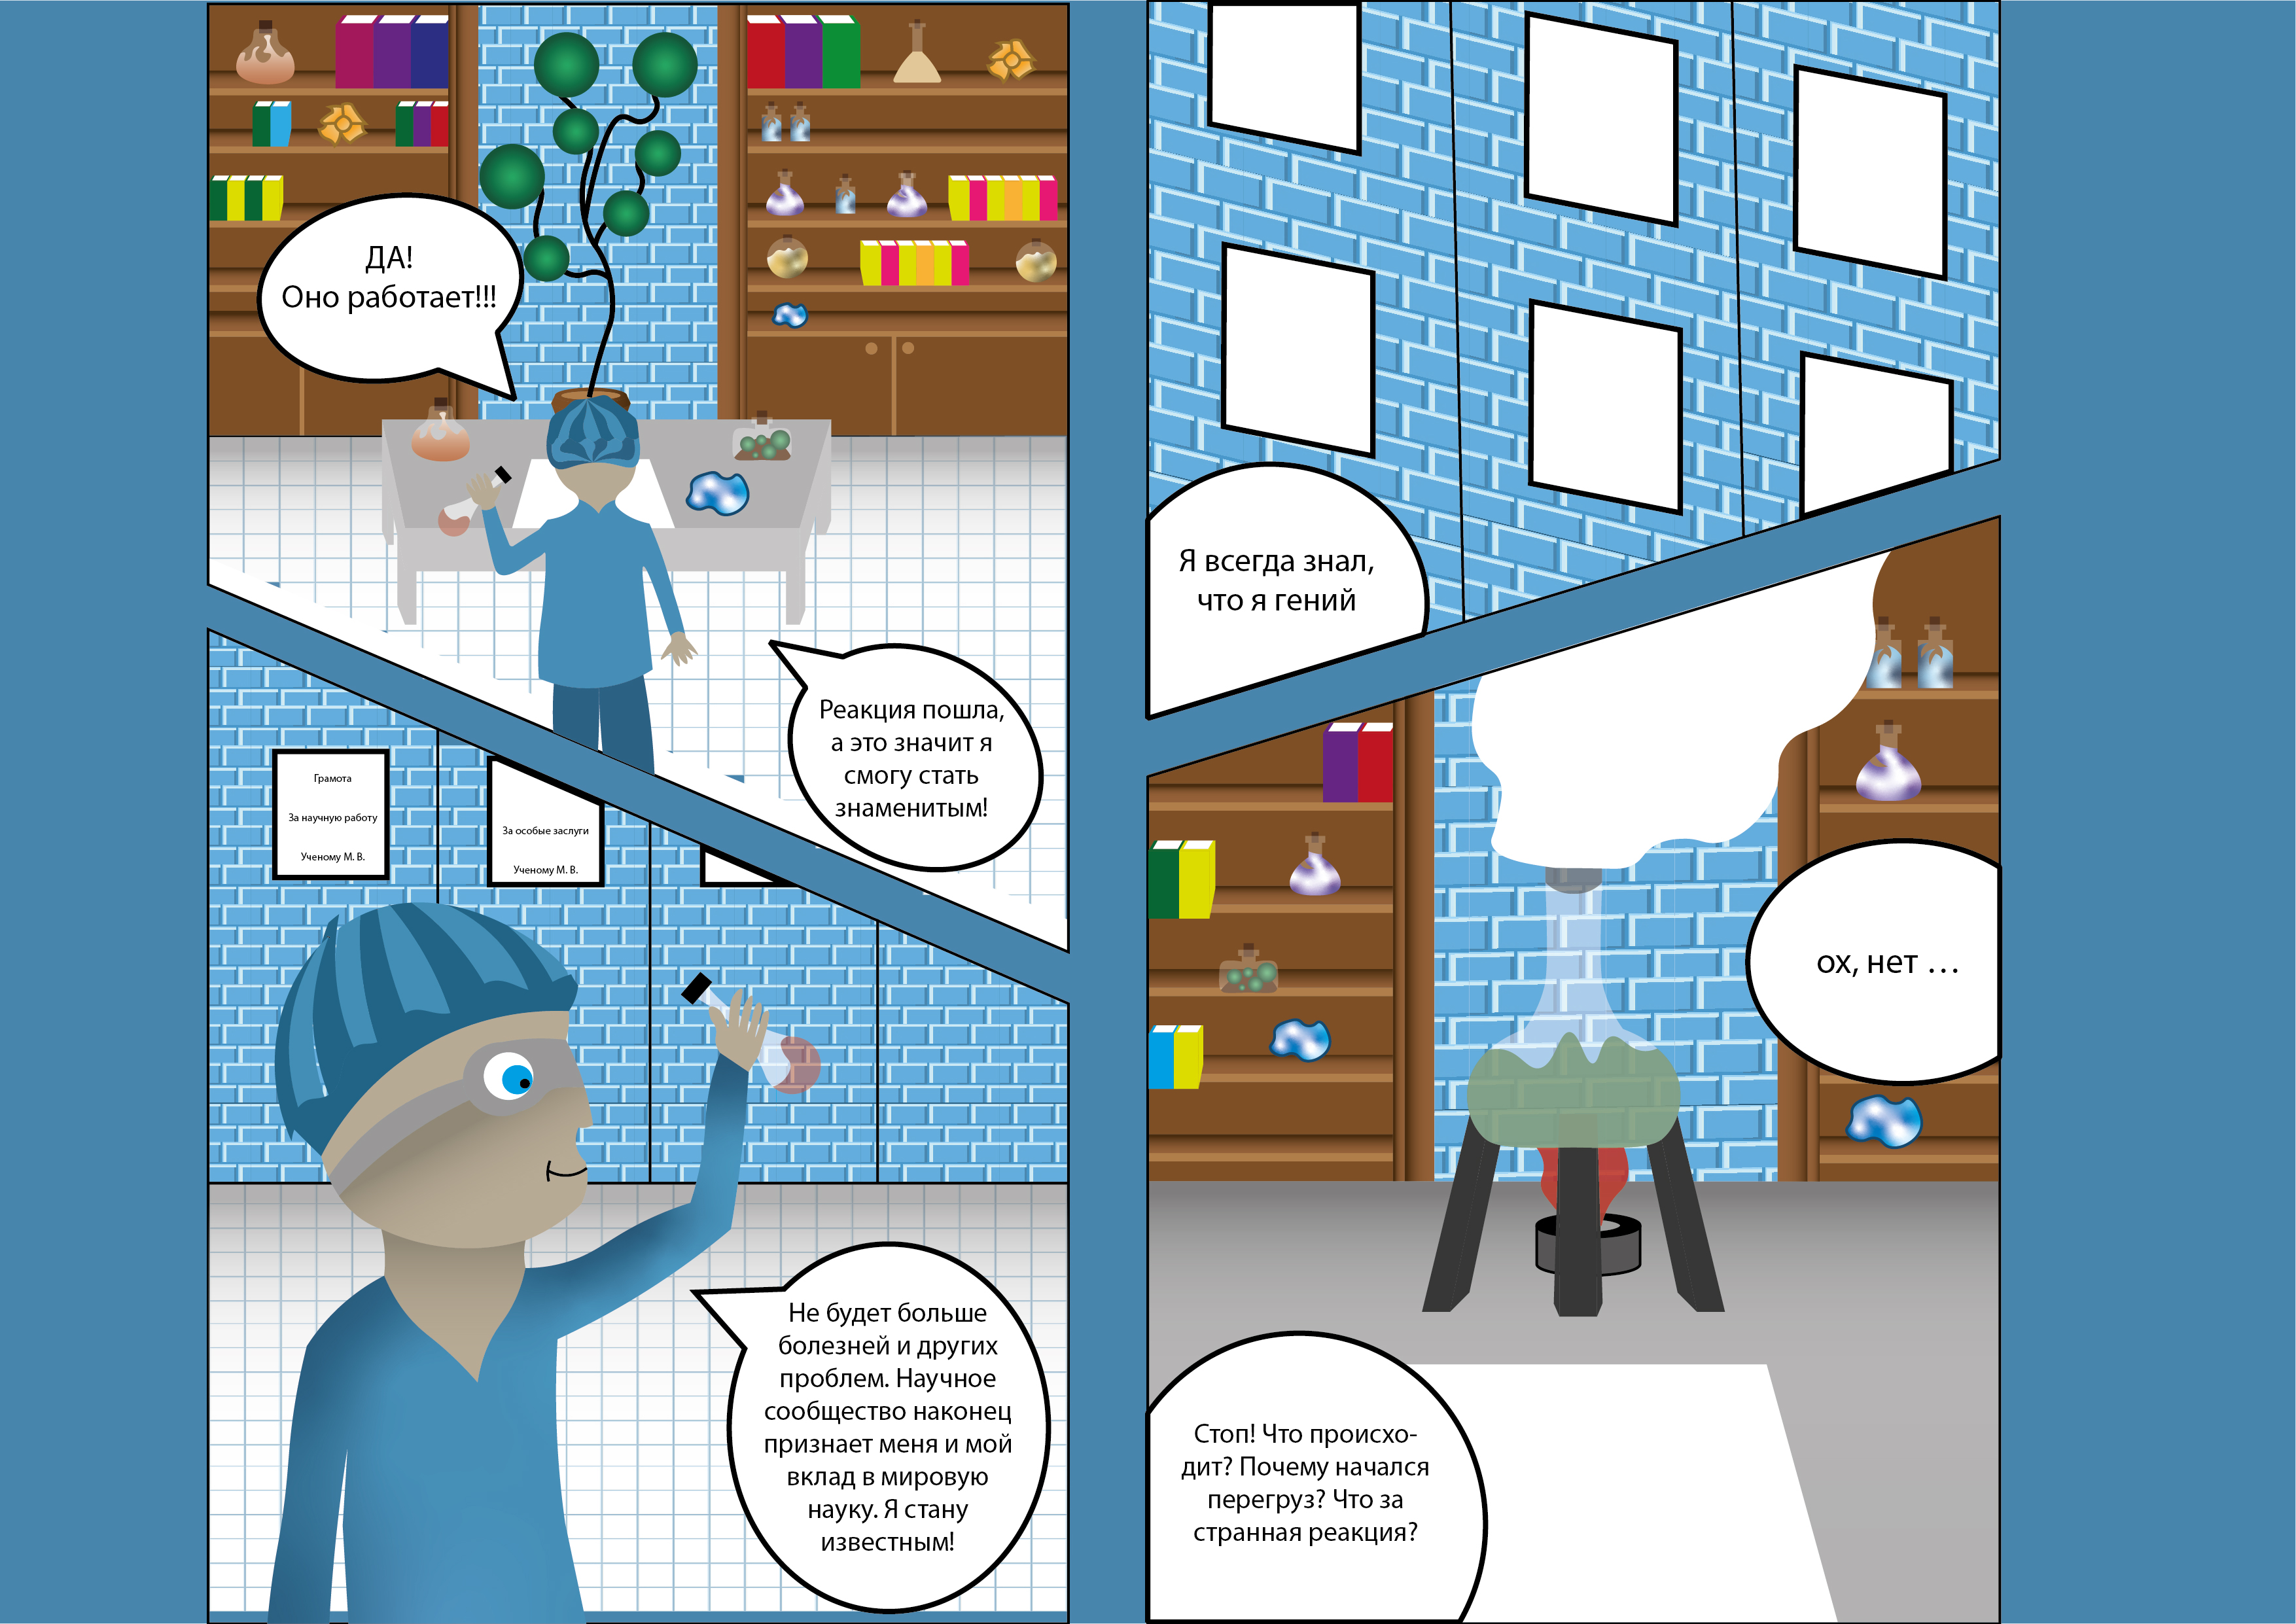 ДА!
Оно работает!!!
Реакция пошла,
а это значит я
смогу стать
знаменитым!
Грамота
За научную работу
Ученому М. В.
За особые заслуги
Ученому М. В.
Не будет больше
болезней и других
проблем. Научное
сообщество наконец
признает меня и мой
вклад в мировую
науку. Я стану
известным!
Я всегда знал,
что я гений
ох, нет ...
Стоп! Что происхо-
дит? Почему начался
перегруз? Что за
странная реакция?